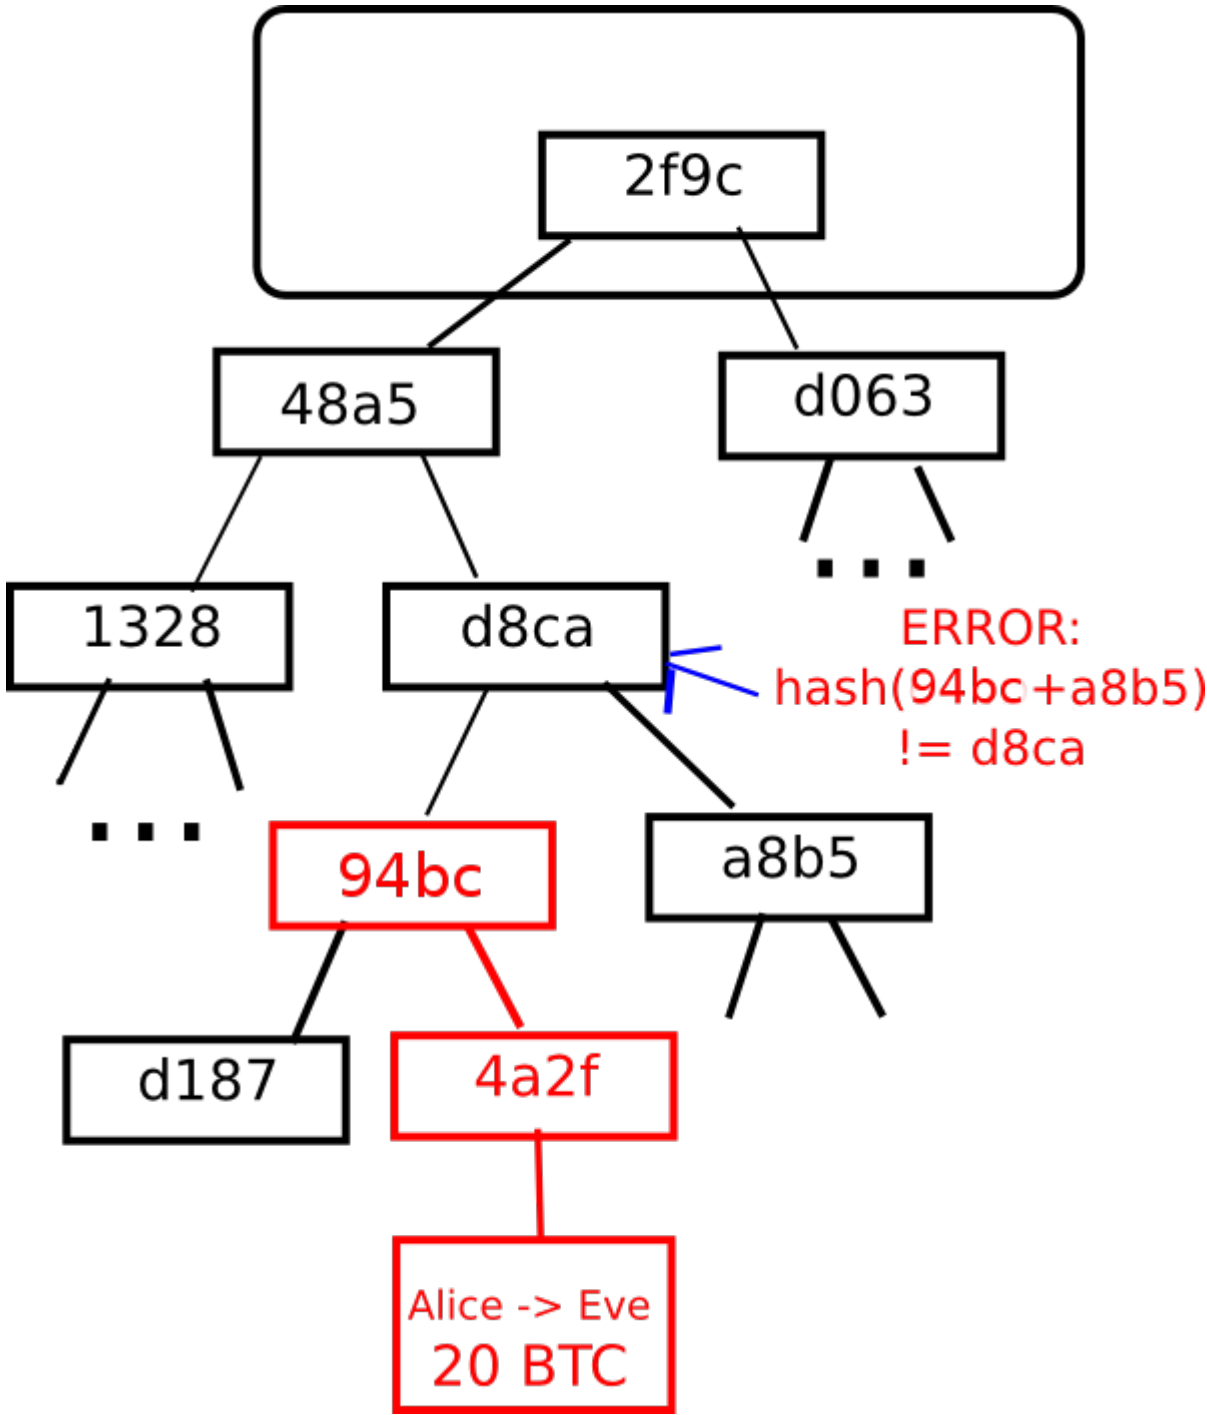 2f9c
48a5
d063
...
1328
d8ca
ERROR:
hash(94bc+a8b5)
!= d8ca
...
94bc
a8b5
d187
4a2f
Alice -> Eve
20 BTC